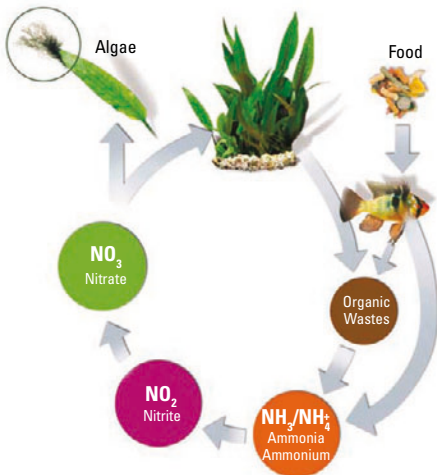 Algae
Food
NO₃
Nitrate
Organic
Wastes
NO₂
Nitrite
NH₃/NH₄⁺
Ammonia
Ammonium